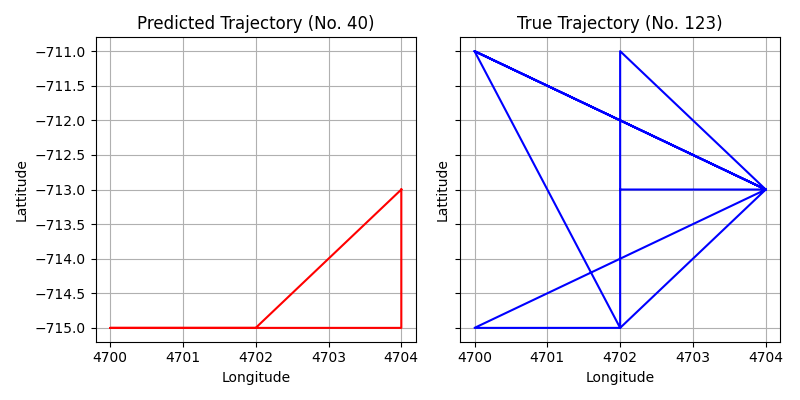 Predicted Trajectory (No. 40)
True Trajectory (No. 123)
−711.0
−711.5
−712.0
−712.5
−713.0
−713.5
−714.0
−714.5
−715.0
Lattitude
Lattitude
4700 4701 4702 4703 4704
4700 4701 4702 4703 4704
Longitude
Longitude